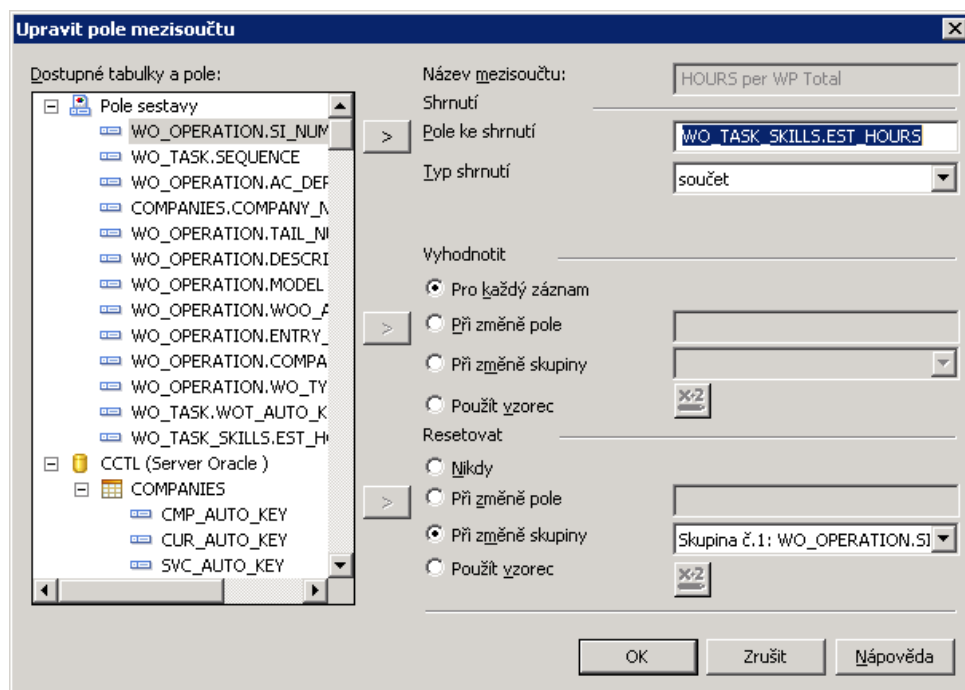 Upravit pole mezisoučtu
Dostupné tabulky a pole:
Pole sestavy
WO_OPERATION.SI_NUM
WO_TASK.SEQUENCE
WO_OPERATION.AC_DEF
COMPANIES.COMPANY_N
WO_OPERATION.TAIL_NU
WO_OPERATION.DESCRI
WO_OPERATION.MODEL
WO_OPERATION.WOO_A
WO_OPERATION.ENTRY_
WO_OPERATION.COMPA
WO_OPERATION.WO_TY
WO_TASK.WOT_AUTO_K
WO_TASK_SKILLS.EST_H
CCTL (Server Oracle )
COMPANIES
CMP_AUTO_KEY
CUR_AUTO_KEY
SVC_AUTO_KEY
Název mezisoučtu:
HOURS per WP Total
Shrnutí
>
Pole ke shrnutí
WO_TASK_SKILLS.EST_HOURS
Typ shrnutí
součet
Vyhodnotit
Pro každý záznam
>
Při změně pole
Při změně skupiny
Použít vzorec
x·2
Resetovat
Nikdy
>
Při změně pole
Při změně skupiny
Skupina č.1: WO_OPERATION.SI
Použít vzorec
x·2
OK
Zrušit
Nápověda